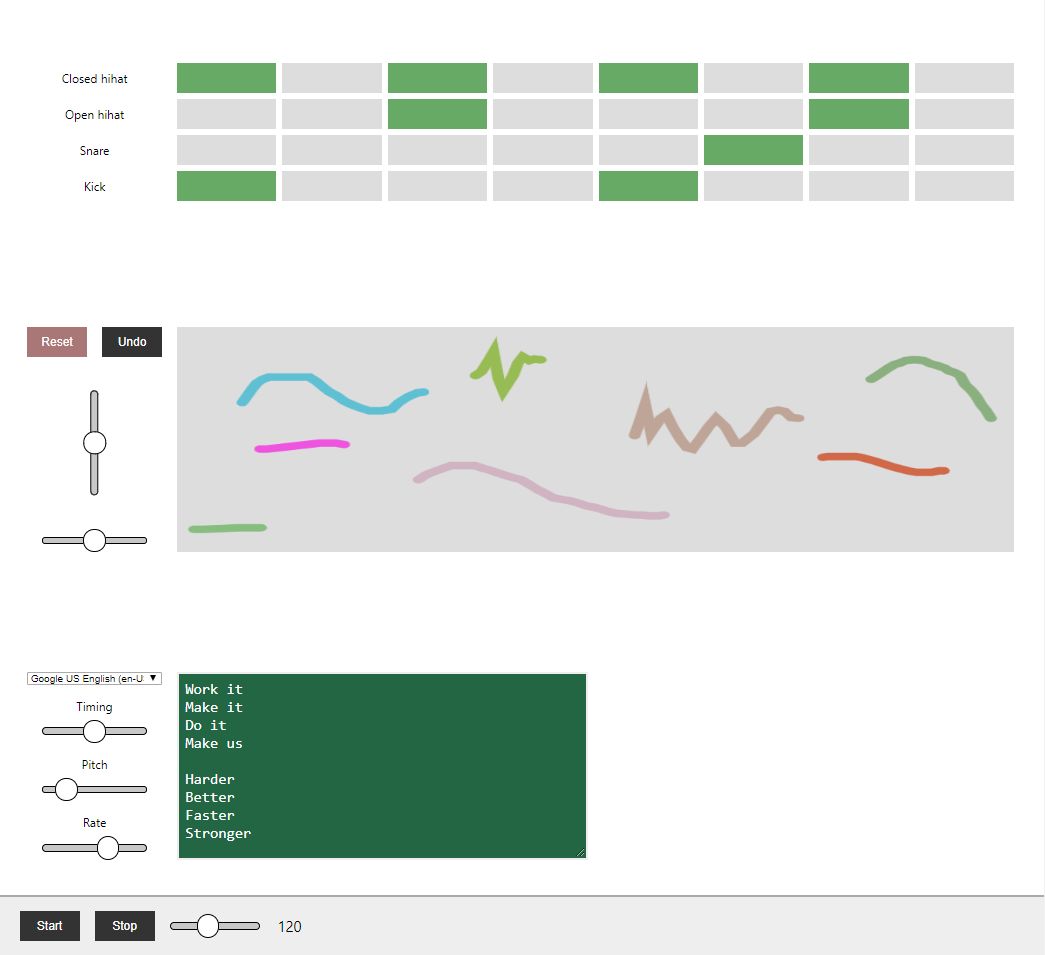 Closed hihat
Open hihat
Snare
Kick
Reset Undo
Google US English (en-U
Timing
Pitch
Rate
Work it
Make it
Do it
Make us
Harder
Better
Faster
Stronger
Start Stop 120